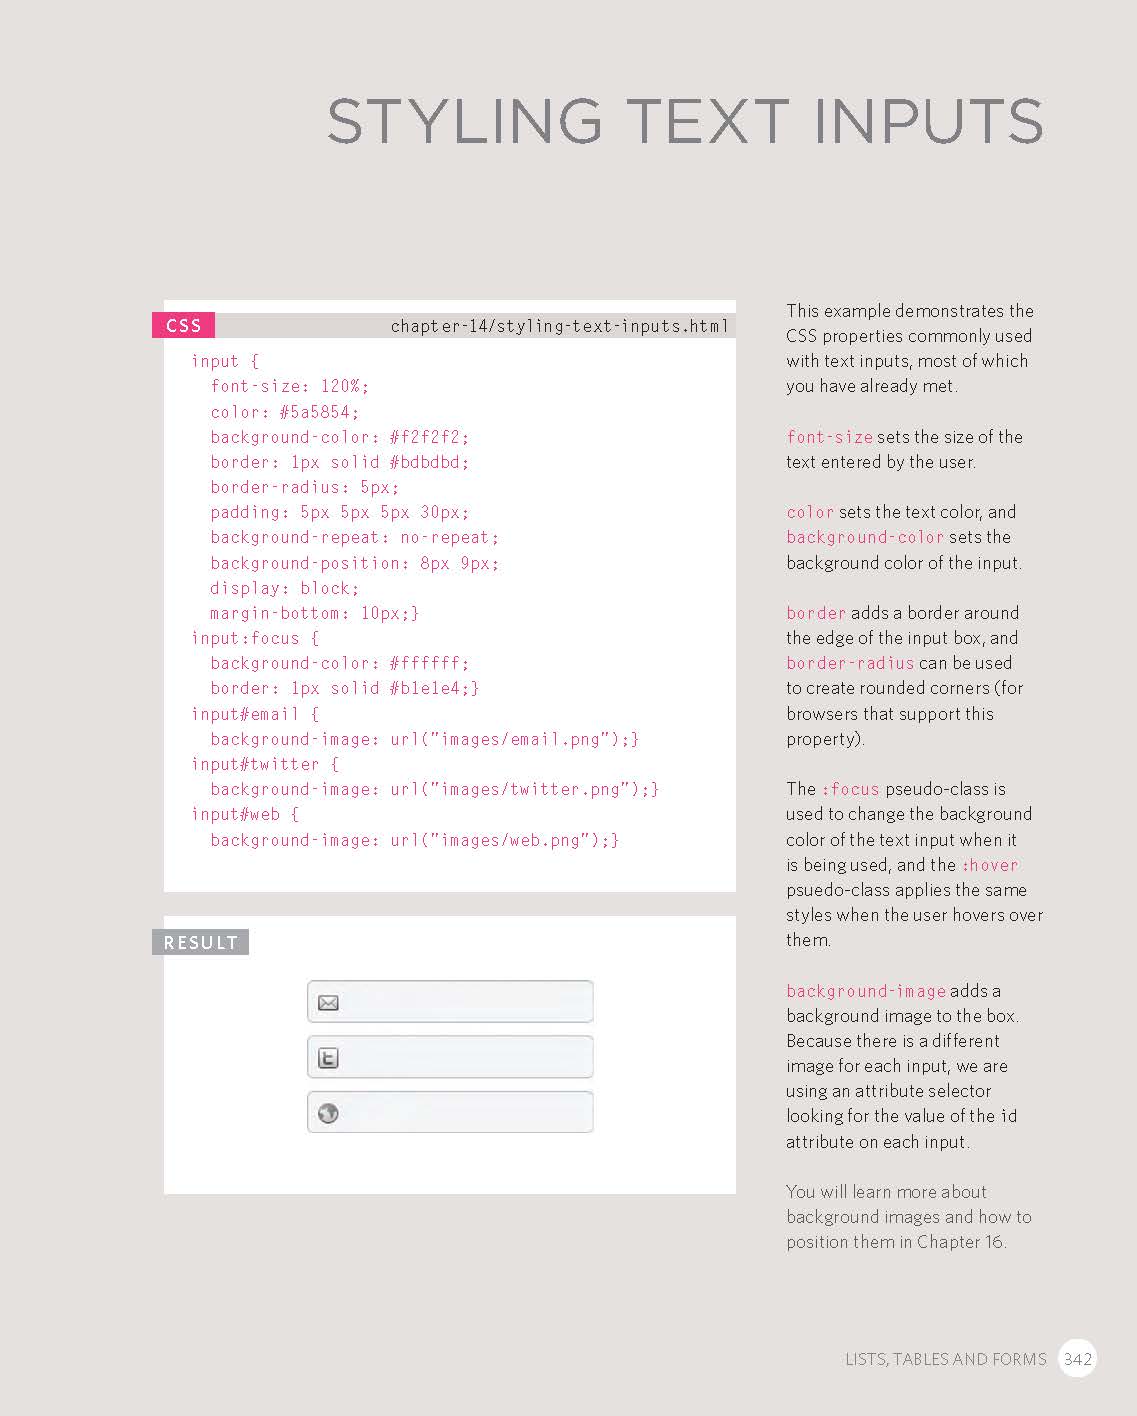 STYLING TEXT INPUTS
CSS
chapter-14/styling-text-inputs.html
input {
font-size: 120%;
color: #5a5854;
background-color: #f2f2f2;
border: 1px solid #bdbdbd;
border-radius: 5px;
padding: 5px 5px 5px 30px;
background-repeat: no-repeat;
background-position: 8px 9px;
display: block;
margin-bottom: 10px;}
input:focus {
background-color: #ffffff;
border: 1px solid #b1e1e4;}
input#email {
background-image: url("images/email.png");}
input#twitter {
background-image: url("images/twitter.png");}
input#web {
background-image: url("images/web.png");}
RESULT
t
This example demonstrates the
CSS properties commonly used
with text inputs, most of which
you have already met.
font-size sets the size of the
text entered by the user.
color sets the text color, and
background-color sets the
background color of the input.
border adds a border around
the edge of the input box, and
border-radius can be used
to create rounded corners (for
browsers that support this
property).
The :focus pseudo-class is
used to change the background
color of the text input when it
is being used, and the :hover
psuedo-class applies the same
styles when the user hovers over
them.
background-image adds a
background image to the box.
Because there is a different
image for each input, we are
using an attribute selector
looking for the value of the id
attribute on each input.
You will learn more about
background images and how to
position them in Chapter 16.
LISTS, TABLES AND FORMS 342